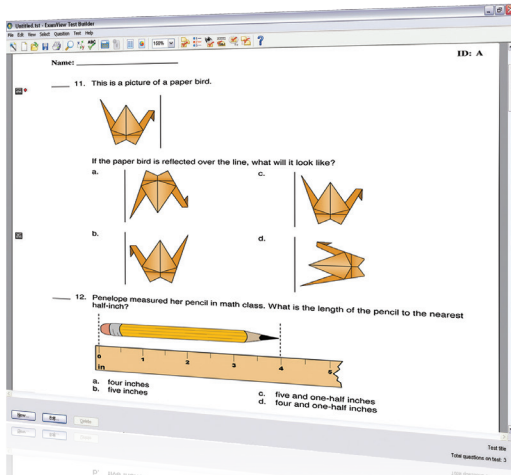 Untitled.tst - ExamView Test Builder
File Edit View Select Question Test Help
100%
ID: A
Name:
11. This is a picture of a paper bird.
If the paper bird is reflected over the line, what will it look like?
a.
c.
b.
d.
12. Penelope measured her pencil in math class. What is the length of the pencil to the nearest
half-inch?
0 1 2 3 4 5
in
a. four inches
b. five inches
c. five and one-half inches
d. four and one-half inches
Test title
Total questions on test: 3